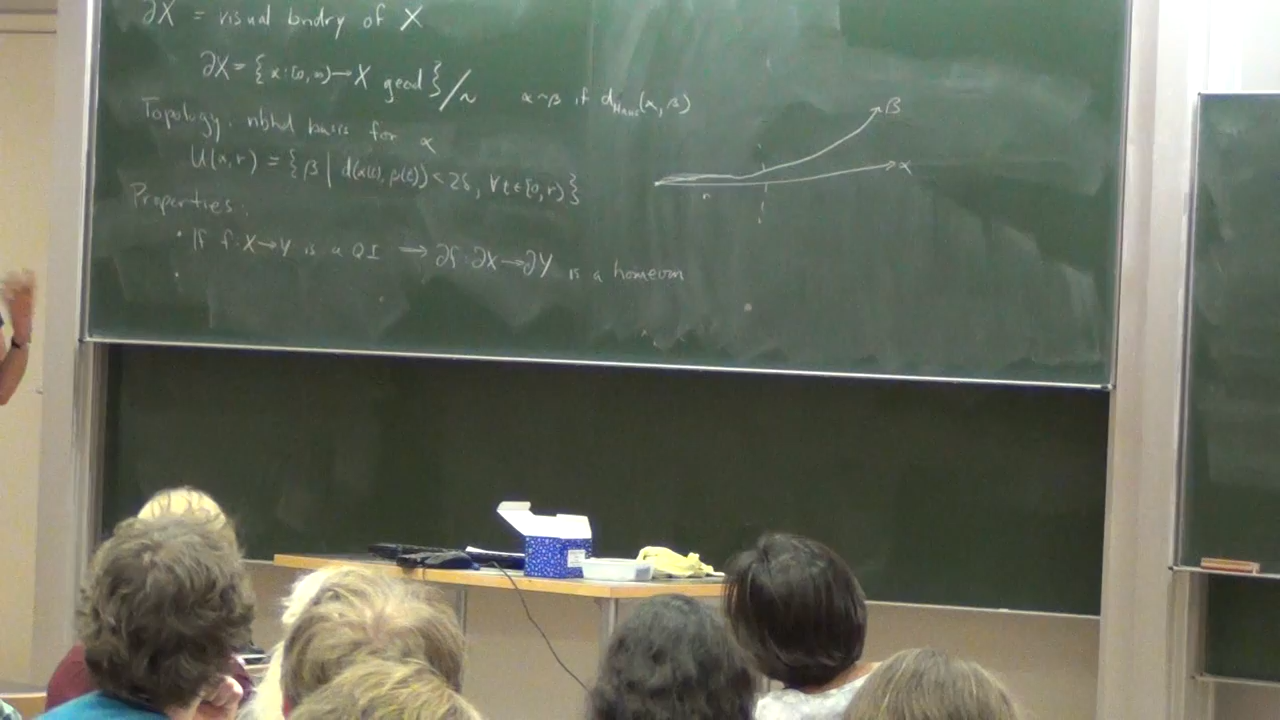 ∂X = visual bndry of X
∂X = { α : [0, ∞) → X geod } / ~ α ~ β if d_Haus(α, β)
Topology: nbhd basis for α
U(α, r) = { β | d(α(t), β(t)) < 2δ, ∀ t ∈ [0, r) }
Properties:
• If f : X → Y is a QI ⟹ ∂f : ∂X → ∂Y is a homeom
•
β
α
r